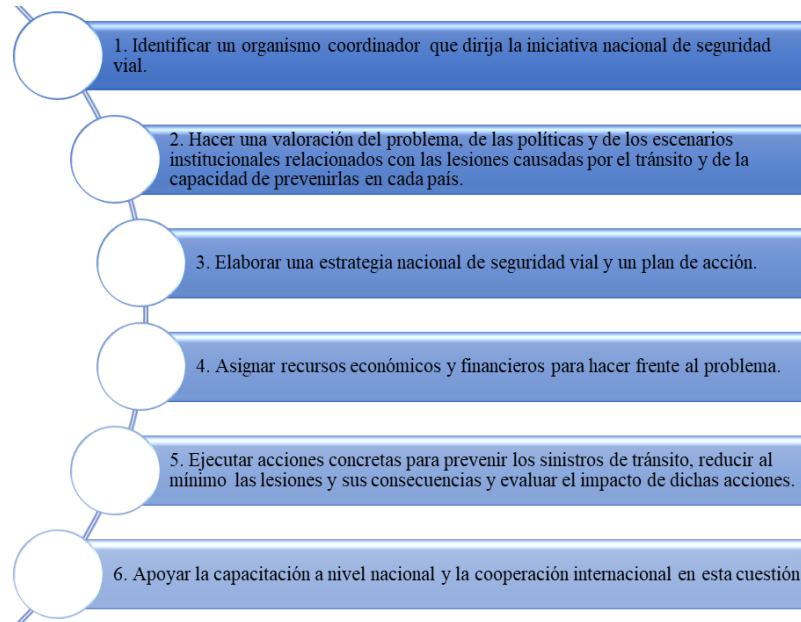 1. Identificar un organismo coordinador que dirija la iniciativa nacional de seguridad
vial.
2. Hacer una valoración del problema, de las políticas y de los escenarios
institucionales relacionados con las lesiones causadas por el tránsito y de la
capacidad de prevenirlas en cada país.
3. Elaborar una estrategia nacional de seguridad vial y un plan de acción.
4. Asignar recursos económicos y financieros para hacer frente al problema.
5. Ejecutar acciones concretas para prevenir los sinistros de tránsito, reducir al
mínimo las lesiones y sus consecuencias y evaluar el impacto de dichas acciones.
6. Apoyar la capacitación a nivel nacional y la cooperación internacional en esta cuestión